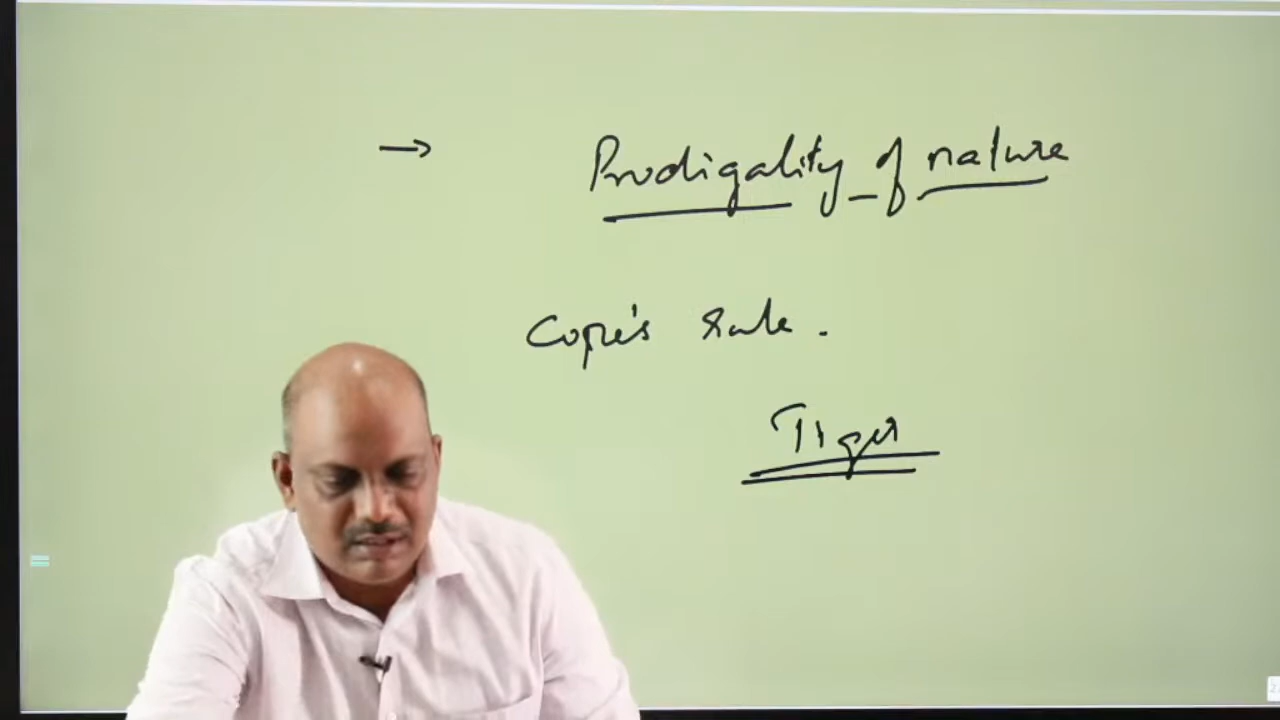 → Prodigality of nature
Cope's rule.
Tiger